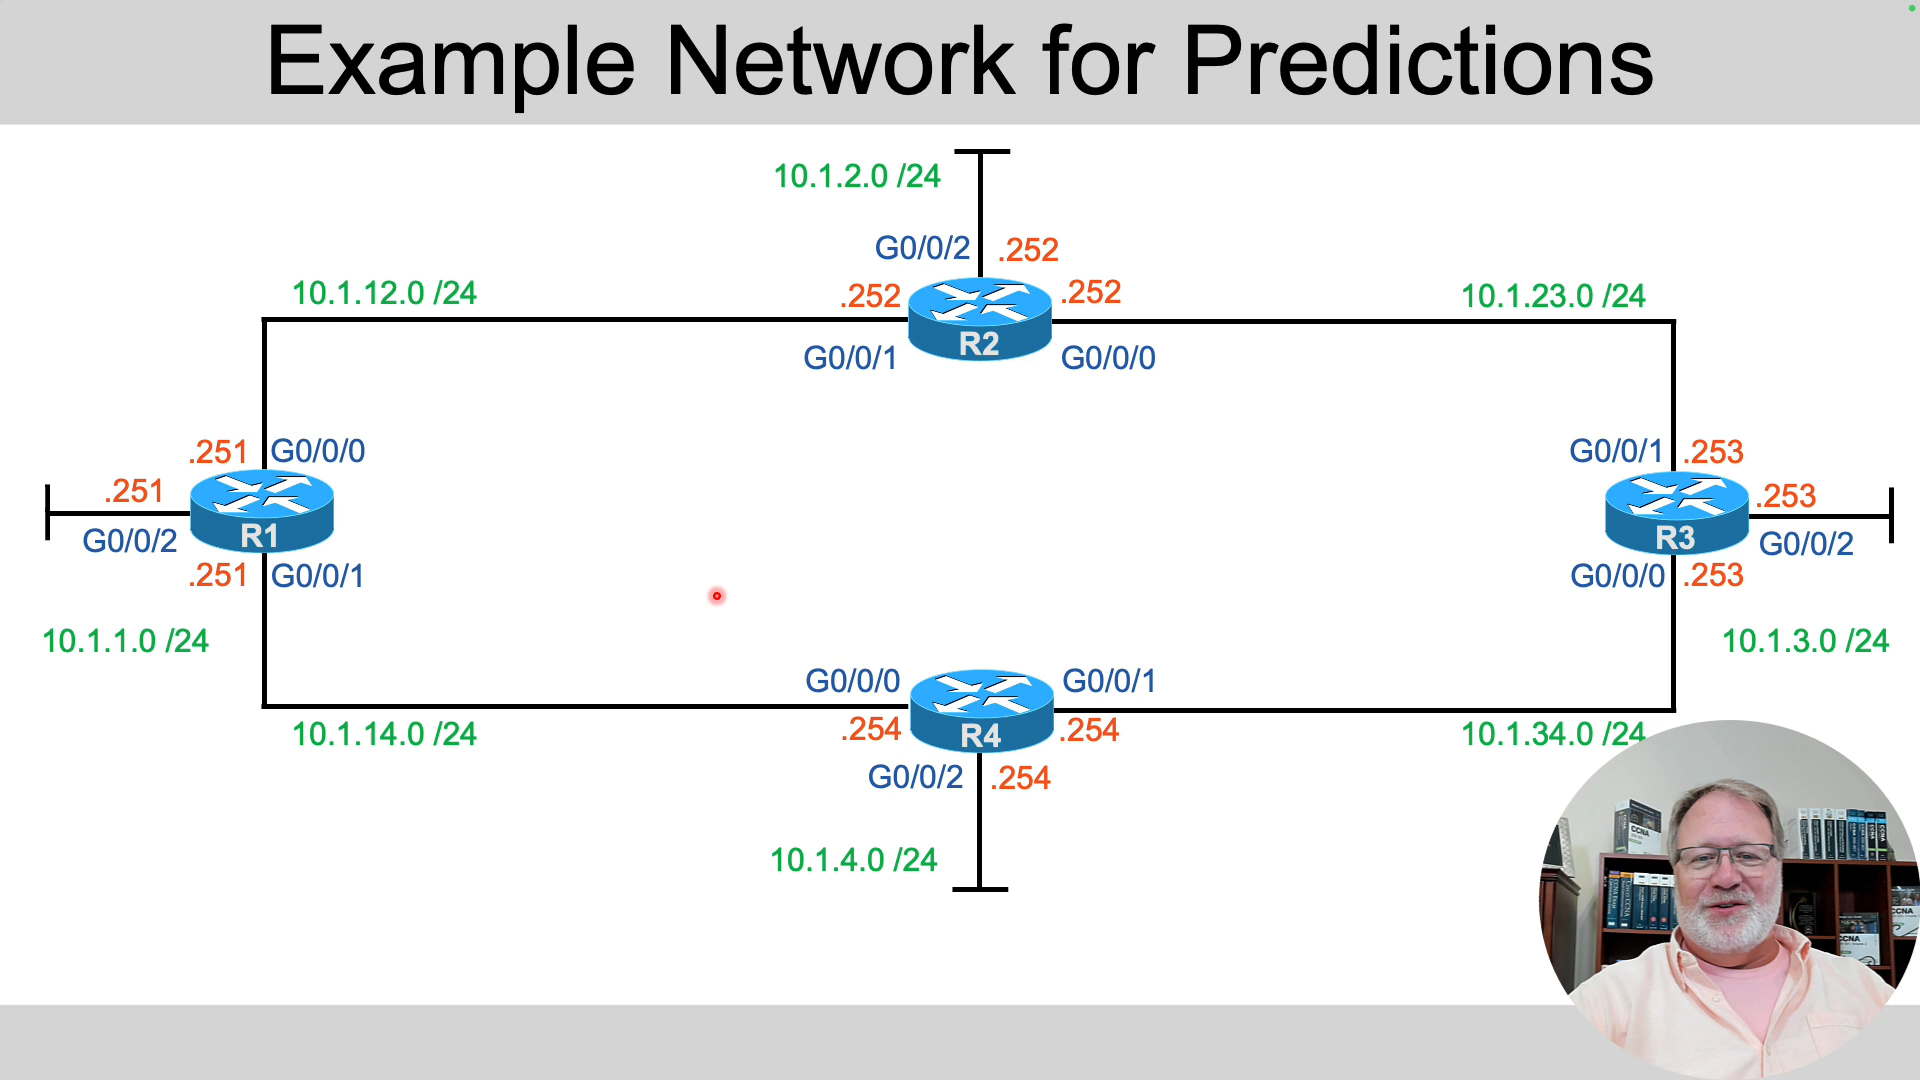 Example Network for Predictions
10.1.2.0 /24
G0/0/2
.252
10.1.12.0 /24
.252
.252
10.1.23.0 /24
R2
G0/0/1
G0/0/0
.251
G0/0/0
G0/0/1
.253
.251
.253
R1
R3
G0/0/2
G0/0/2
.251
G0/0/1
G0/0/0
.253
10.1.1.0 /24
10.1.3.0 /24
G0/0/0
G0/0/1
10.1.14.0 /24
.254
R4
.254
10.1.34.0 /24
G0/0/2
.254
10.1.4.0 /24
CCNA
CCNA
CCNA